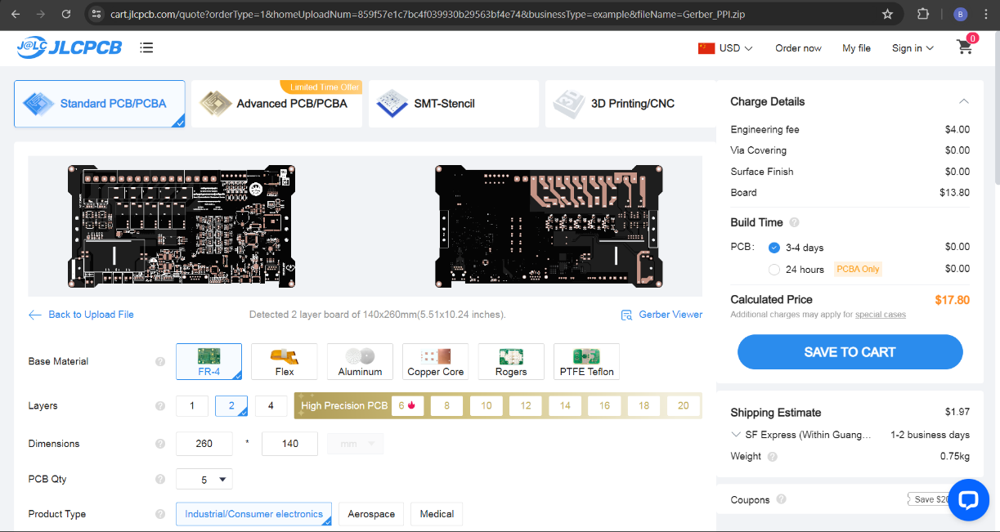 cart.jlcpcb.com/quote?orderType=1&homeUploadNum=859f57e1c7bc4f039930b29563bf4e74&businessType=example&fileName=Gerber_PPI.zip
B
J@LC JLCPCB
USD
Order now
My file
Sign in
0
Standard PCB/PCBA
Limited Time Offer
Advanced PCB/PCBA
SMT-Stencil
3D Printing/CNC
Back to Upload File
Detected 2 layer board of 140x260mm(5.51x10.24 inches).
Gerber Viewer
Base Material
FR-4
Flex
Aluminum
Copper Core
Rogers
PTFE Teflon
Layers
1
2
4
High Precision PCB
6
8
10
12
14
16
18
20
Dimensions
260
*
140
mm
PCB Qty
5
Product Type
Industrial/Consumer electronics
Aerospace
Medical
Charge Details
Engineering fee $4.00
Via Covering $0.00
Surface Finish $0.00
Board $13.80
Build Time
PCB: 3-4 days $0.00
24 hours PCBA Only $0.00
Calculated Price $17.80
Additional charges may apply for special cases
SAVE TO CART
Shipping Estimate $1.97
SF Express (Within Guang... 1-2 business days
Weight 0.75kg
Coupons
Save $20